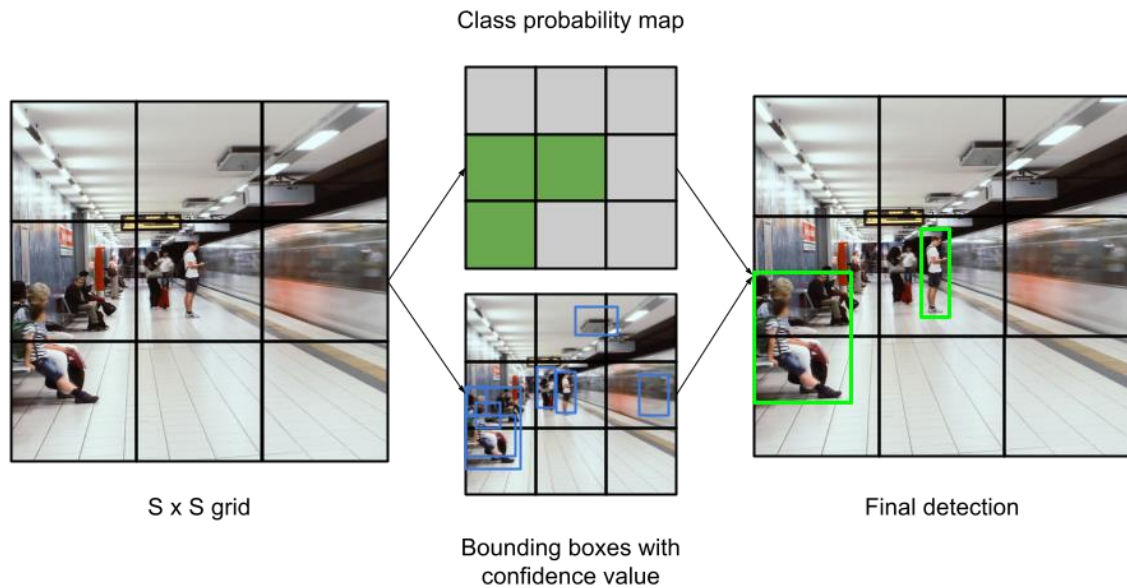 Class probability map
S x S grid
Final detection
Bounding boxes with
confidence value